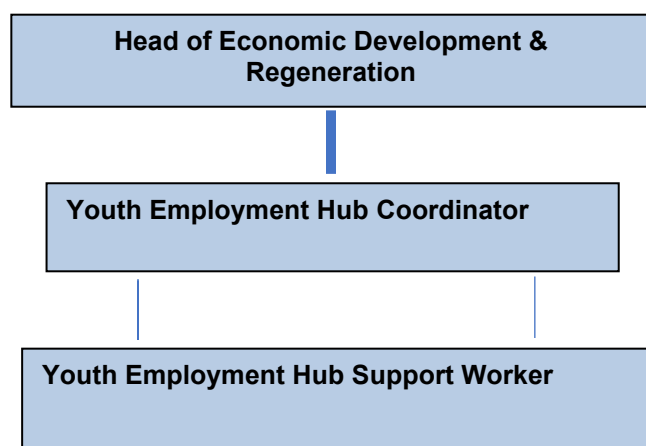 Head of Economic Development &
Regeneration
Youth Employment Hub Coordinator
Youth Employment Hub Support Worker